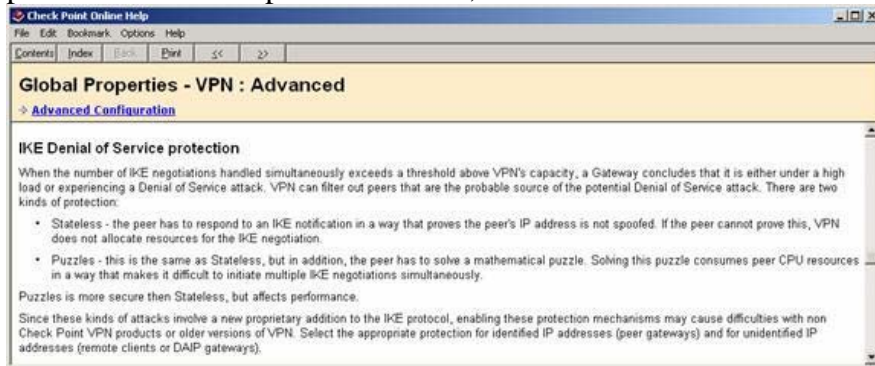 Check Point Online Help
File Edit Bookmark Options Help
Contents Index Back Print << >>
Global Properties - VPN : Advanced
Advanced Configuration
IKE Denial of Service protection
When the number of IKE negotiations handled simultaneously exceeds a threshold above VPN's capacity, a Gateway concludes that it is either under a high
load or experiencing a Denial of Service attack. VPN can filter out peers that are the probable source of the potential Denial of Service attack. There are two
kinds of protection:
• Stateless - the peer has to respond to an IKE notification in a way that proves the peer's IP address is not spoofed. If the peer cannot prove this, VPN
does not allocate resources for the IKE negotiation.
• Puzzles - this is the same as Stateless, but in addition, the peer has to solve a mathematical puzzle. Solving this puzzle consumes peer CPU resources
in a way that makes it difficult to initiate multiple IKE negotiations simultaneously.
Puzzles is more secure then Stateless, but affects performance.
Since these kinds of attacks involve a new proprietary addition to the IKE protocol, enabling these protection mechanisms may cause difficulties with non
Check Point VPN products or older versions of VPN. Select the appropriate protection for identified IP addresses (peer gateways) and for unidentified IP
addresses (remote clients or DAIP gateways).